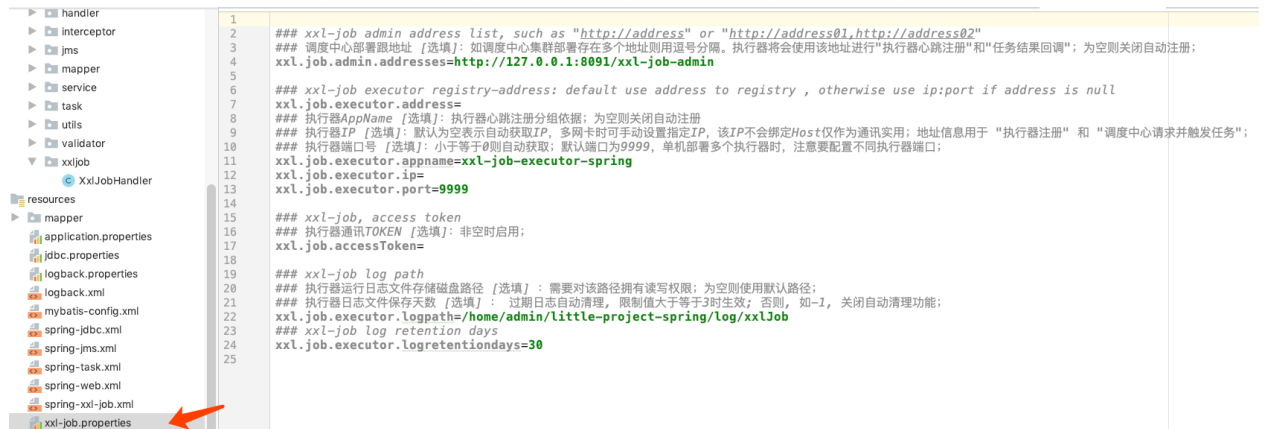 handler
interceptor
jms
mapper
service
task
utils
validator
xxljob
XxlJobHandler
resources
mapper
application.properties
jdbc.properties
logback.properties
logback.xml
mybatis-config.xml
spring-jdbc.xml
spring-jms.xml
spring-task.xml
spring-web.xml
spring-xxl-job.xml
xxl-job.properties
1
2 ### xxl-job admin address list, such as "http://address" or "http://address01,http://address02"
3 ### 调度中心部署跟地址 [选填]：如调度中心集群部署存在多个地址则用逗号分隔。执行器将会使用该地址进行"执行器心跳注册"和"任务结果回调"；为空则关闭自动注册；
4 xxl.job.admin.addresses=http://127.0.0.1:8091/xxl-job-admin
5
6 ### xxl-job executor registry-address: default use address to registry , otherwise use ip:port if address is null
7 xxl.job.executor.address=
8 ### 执行器AppName [选填]：执行器心跳注册分组依据；为空则关闭自动注册
9 ### 执行器IP [选填]：默认为空表示自动获取IP，多网卡时可手动设置指定IP，该IP不会绑定Host仅作为通讯实用；地址信息用于 "执行器注册" 和 "调度中心请求并触发任务"；
10 ### 执行器端口号 [选填]：小于等于0则自动获取；默认端口为9999，单机部署多个执行器时，注意要配置不同执行器端口；
11 xxl.job.executor.appname=xxl-job-executor-spring
12 xxl.job.executor.ip=
13 xxl.job.executor.port=9999
14
15 ### xxl-job, access token
16 ### 执行器通讯TOKEN [选填]：非空时启用；
17 xxl.job.accessToken=
18
19 ### xxl-job log path
20 ### 执行器运行日志文件存储磁盘路径 [选填] ：需要对该路径拥有读写权限；为空则使用默认路径；
21 ### 执行器日志文件保存天数 [选填] ： 过期日志自动清理, 限制值大于等于3时生效; 否则, 如-1, 关闭自动清理功能；
22 xxl.job.executor.logpath=/home/admin/little-project-spring/log/xxlJob
23 ### xxl-job log retention days
24 xxl.job.executor.logretentiondays=30
25